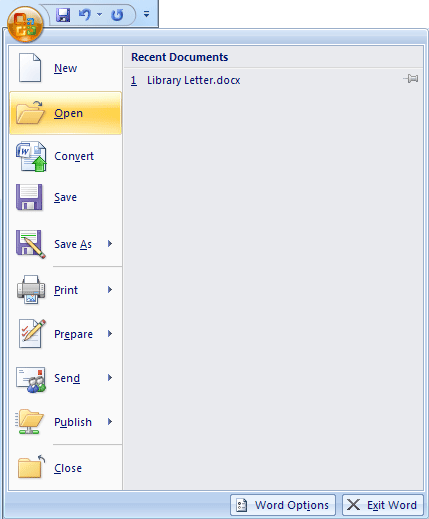 Recent Documents
1 Library Letter.docx
New
Open
Convert
Save
Save As
Print
Prepare
Send
Publish
Close
Word Options
Exit Word